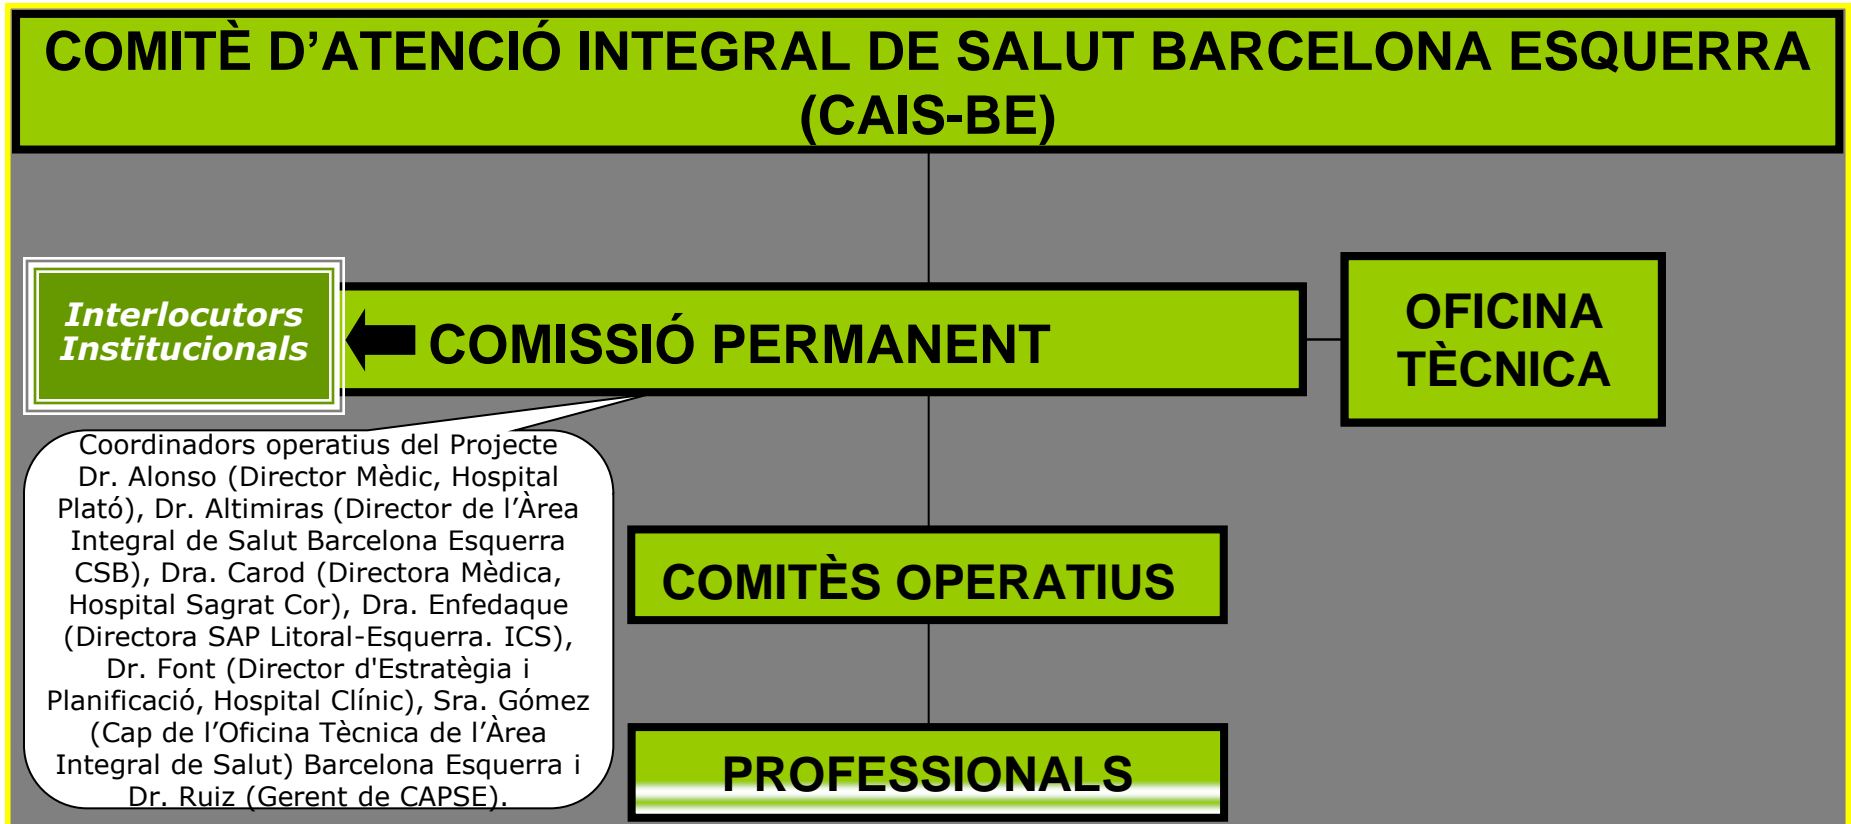 COMITÈ D’ATENCIÓ INTEGRAL DE SALUT BARCELONA ESQUERRA
(CAIS-BE)
Interlocutors
Institucionals
COMISSIÓ PERMANENT
OFICINA
TÈCNICA
Coordinadors operatius del Projecte
Dr. Alonso (Director Mèdic, Hospital
Plató), Dr. Altimiras (Director de l’Àrea
Integral de Salut Barcelona Esquerra
CSB), Dra. Carod (Directora Mèdica,
Hospital Sagrat Cor), Dra. Enfedaque
(Directora SAP Litoral-Esquerra. ICS),
Dr. Font (Director d'Estratègia i
Planificació, Hospital Clínic), Sra. Gómez
(Cap de l’Oficina Tècnica de l’Àrea
Integral de Salut) Barcelona Esquerra i
Dr. Ruiz (Gerent de CAPSE).
COMITÈS OPERATIUS
PROFESSIONALS